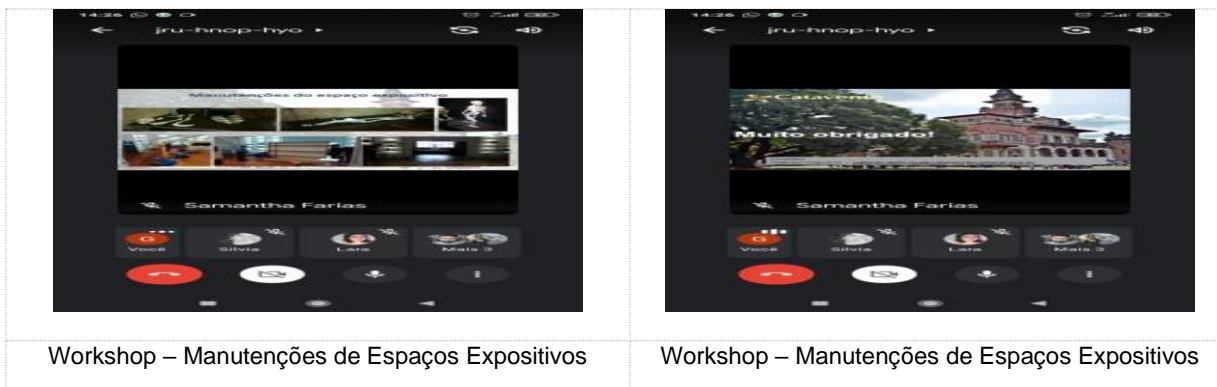 14:26
jru-hnop-hyo
Manutenções do espaço expositivo
Samantha Farias
Você
Silvia
Lara
Mais 3
Workshop – Manutenções de Espaços Expositivos
14:26
jru-hnop-hyo
Catavento
Muito obrigado!
Samantha Farias
G
Você
Silvia
Lara
Mais 3
Workshop – Manutenções de Espaços Expositivos